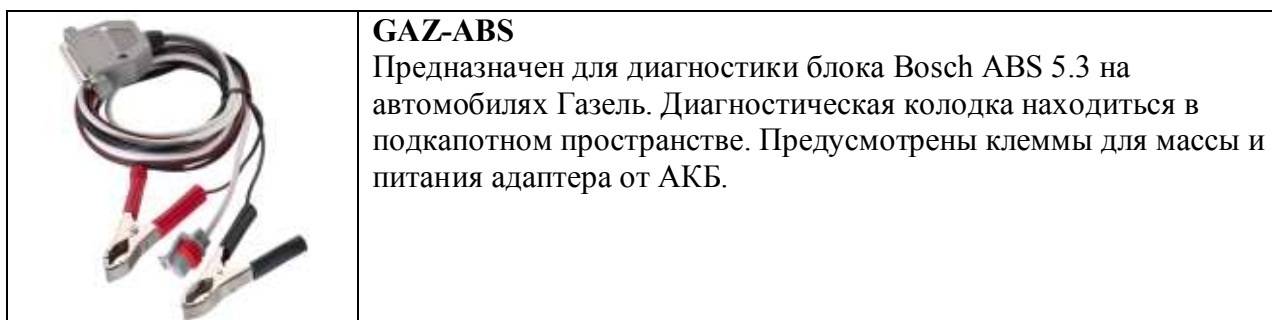 GAZ-ABS
Предназначен для диагностики блока Bosch ABS 5.3 на
автомобилях Газель. Диагностическая колодка находиться в
подкапотном пространстве. Предусмотрены клеммы для массы и
питания адаптера от АКБ.